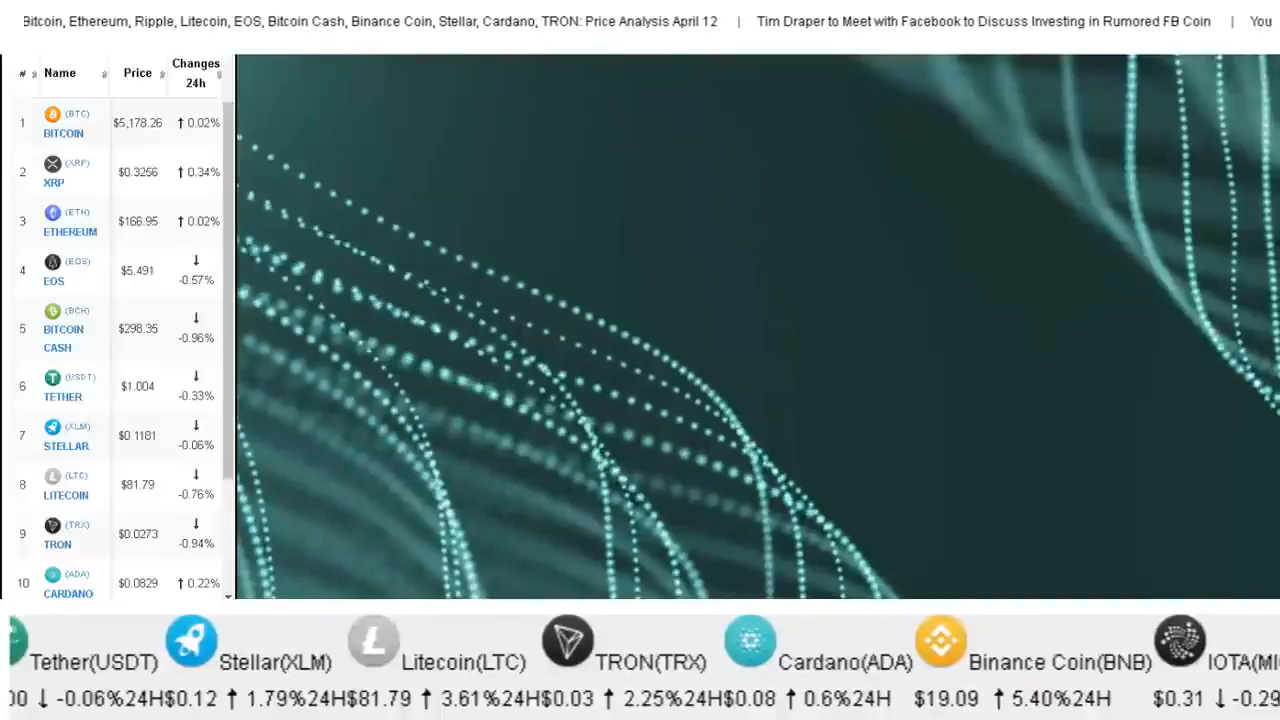 Bitcoin, Ethereum, Ripple, Litecoin, EOS, Bitcoin Cash, Binance Coin, Stellar, Cardano, TRON: Price Analysis April 12 | Tim Draper to Meet with Facebook to Discuss Investing in Rumored FB Coin | You
# Name Price Changes 24h
1 (BTC) BITCOIN $5,178.26 ↑ 0.02%
2 (XRP) XRP $0.3256 ↑ 0.34%
3 (ETH) ETHEREUM $166.95 ↑ 0.02%
4 (EOS) EOS $5.491 ↓ -0.57%
5 (BCH) BITCOIN CASH $298.35 ↓ -0.96%
6 (USDT) TETHER $1.004 ↓ -0.33%
7 (XLM) STELLAR $0.1181 ↓ -0.06%
8 (LTC) LITECOIN $81.79 ↓ -0.76%
9 (TRX) TRON $0.0273 ↓ -0.94%
10 (ADA) CARDANO $0.0829 ↑ 0.22%
Tether(USDT) Stellar(XLM) Litecoin(LTC) TRON(TRX) Cardano(ADA) Binance Coin(BNB) IOTA(MI
00 ↓ -0.06%24H $0.12 ↑ 1.79%24H $81.79 ↑ 3.61%24H $0.03 ↑ 2.25%24H $0.08 ↑ 0.6%24H $19.09 ↑ 5.40%24H $0.31 ↓ -0.29